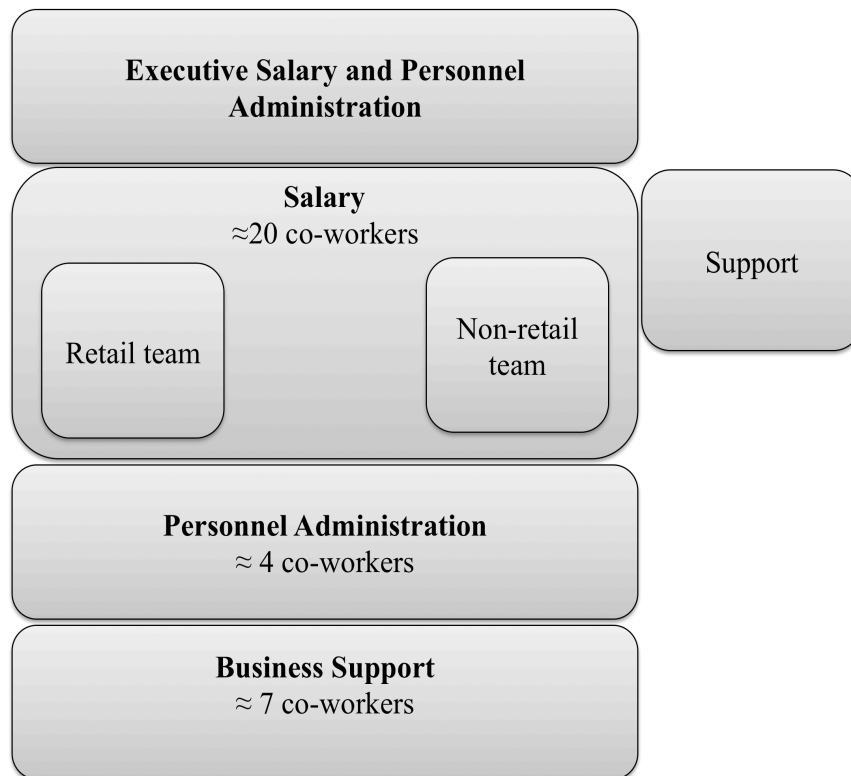 Executive Salary and Personnel
Administration
Salary
≈20 co-workers
Support
Retail team
Non-retail
team
Personnel Administration
≈ 4 co-workers
Business Support
≈ 7 co-workers